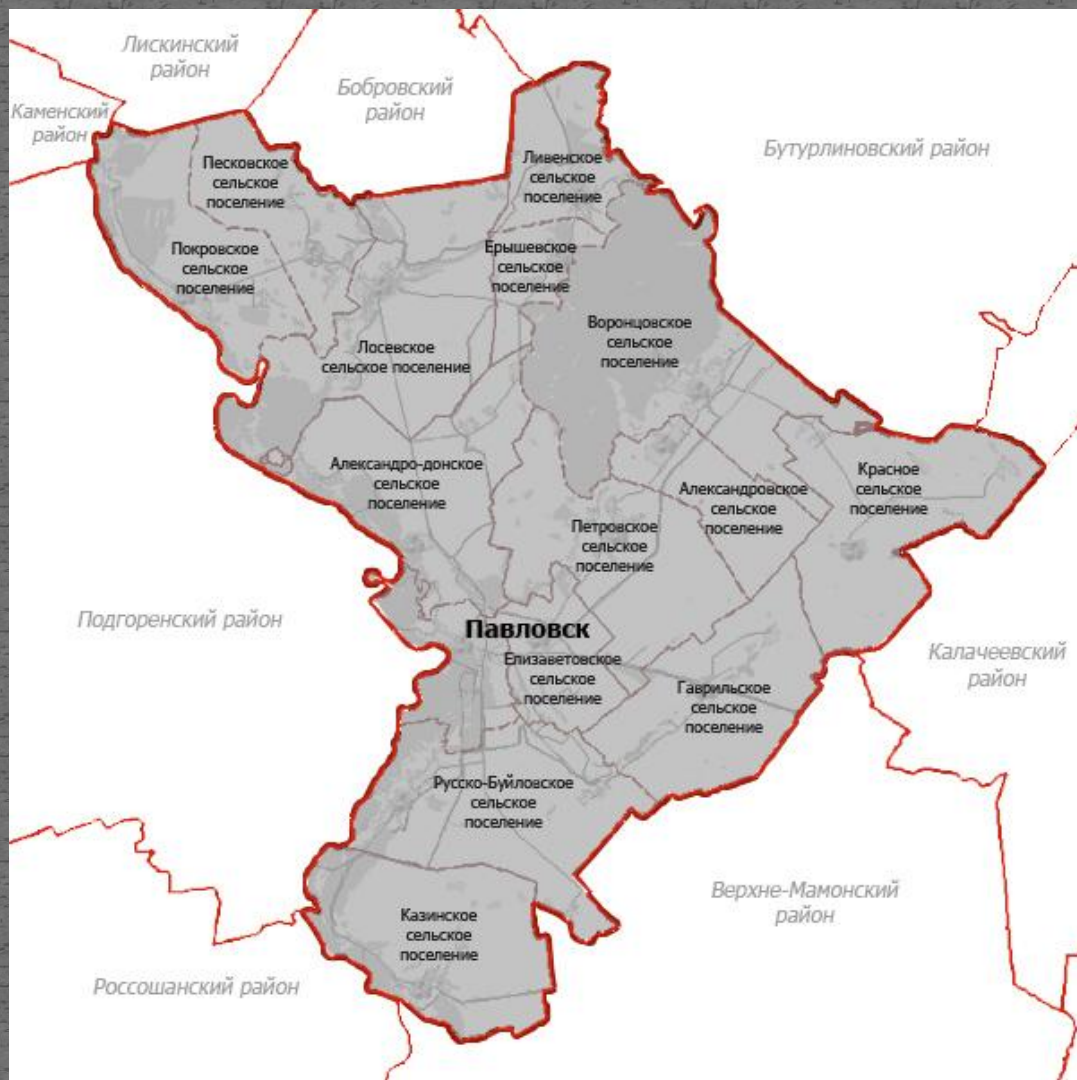 Лискинский
район
Бобровский
район
Каменский
район
Бутурлиновский район
Песковское
сельское
поселение
Ливенское
сельское
поселение
Покровское
сельское
поселение
Ерышевское
сельское
поселение
Воронцовское
сельское
поселение
Лосевское
сельское поселение
Александро-донское
сельское
поселение
Александровское
сельское
поселение
Красное
сельское
поселение
Петровское
сельское
поселение
Подгоренский район
Павловск
Елизаветовское
сельское
поселение
Калачеевский
район
Гаврильское
сельское
поселение
Русско-Буйловское
сельское
поселение
Верхне-Мамонский
район
Казинское
сельское
поселение
Россошанский район